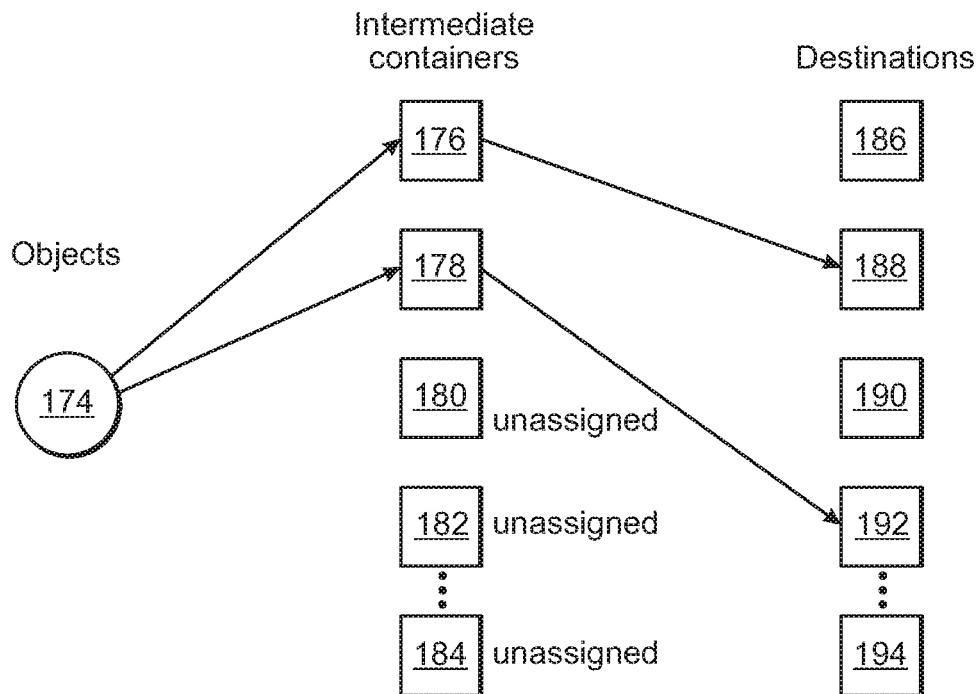 Intermediate
containers
Destinations
176
186
Objects
178
188
174
180
unassigned
190
182
unassigned
192
184
unassigned
194